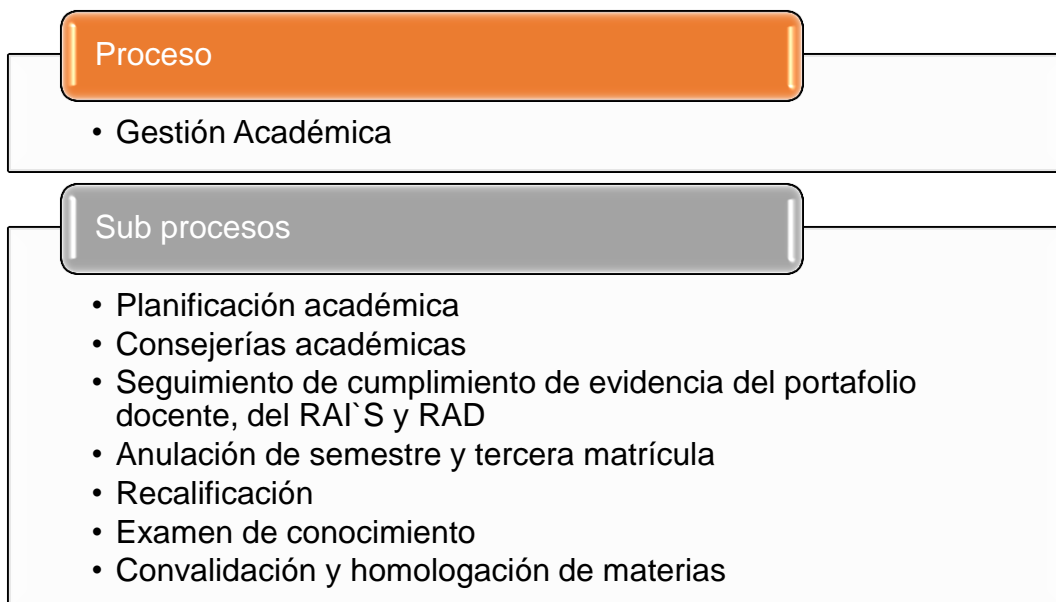 Proceso
• Gestión Académica
Sub procesos
• Planificación académica
• Consejerías académicas
• Seguimiento de cumplimiento de evidencia del portafolio
docente, del RAI`S y RAD
• Anulación de semestre y tercera matrícula
• Recalificación
• Examen de conocimiento
• Convalidación y homologación de materias